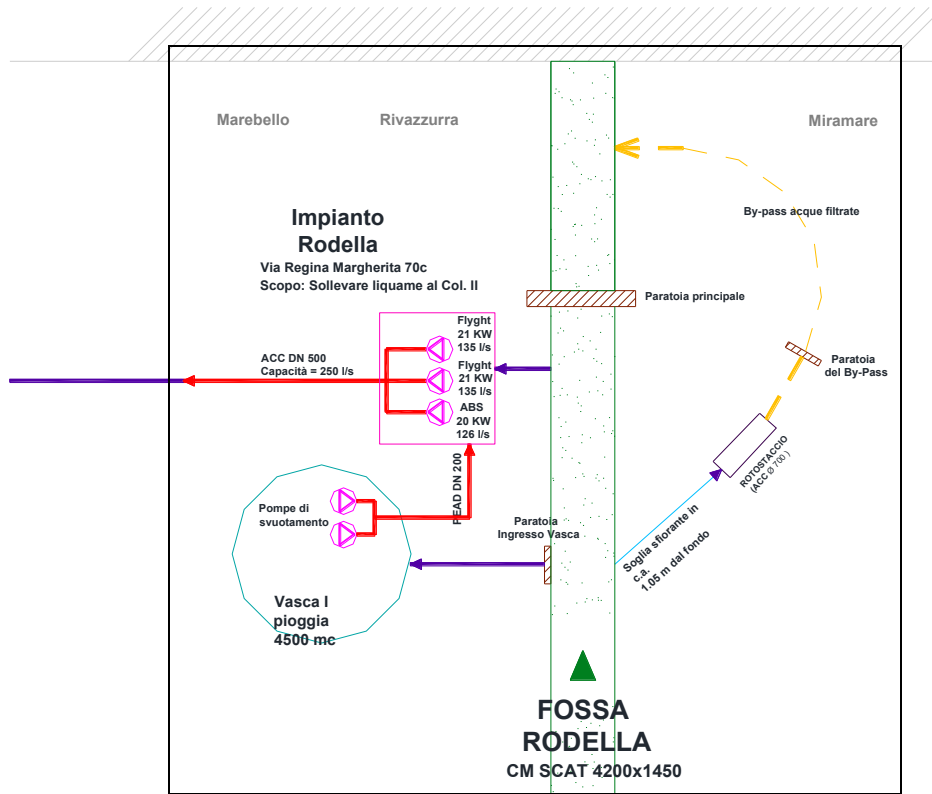 Marebello
Rivazzurra
Miramare
By-pass acque filtrate
Impianto
Rodella
Via Regina Margherita 70c
Scopo: Sollevare liquame al Col. II
Paratoia principale
Flyght
21 KW
135 l/s
Flyght
21 KW
135 l/s
ABS
20 KW
126 l/s
ACC DN 500
Capacità = 250 l/s
Paratoia
del By-Pass
ROTOSTACCIO
(ACC Ø 700 )
PEAD DN 200
Pompe di
svuotamento
Paratoia
Ingresso Vasca
Soglia sfiorante in
c.a.
1.05 m dal fondo
Vasca I
pioggia
4500 mc
FOSSA
RODELLA
CM SCAT 4200x1450